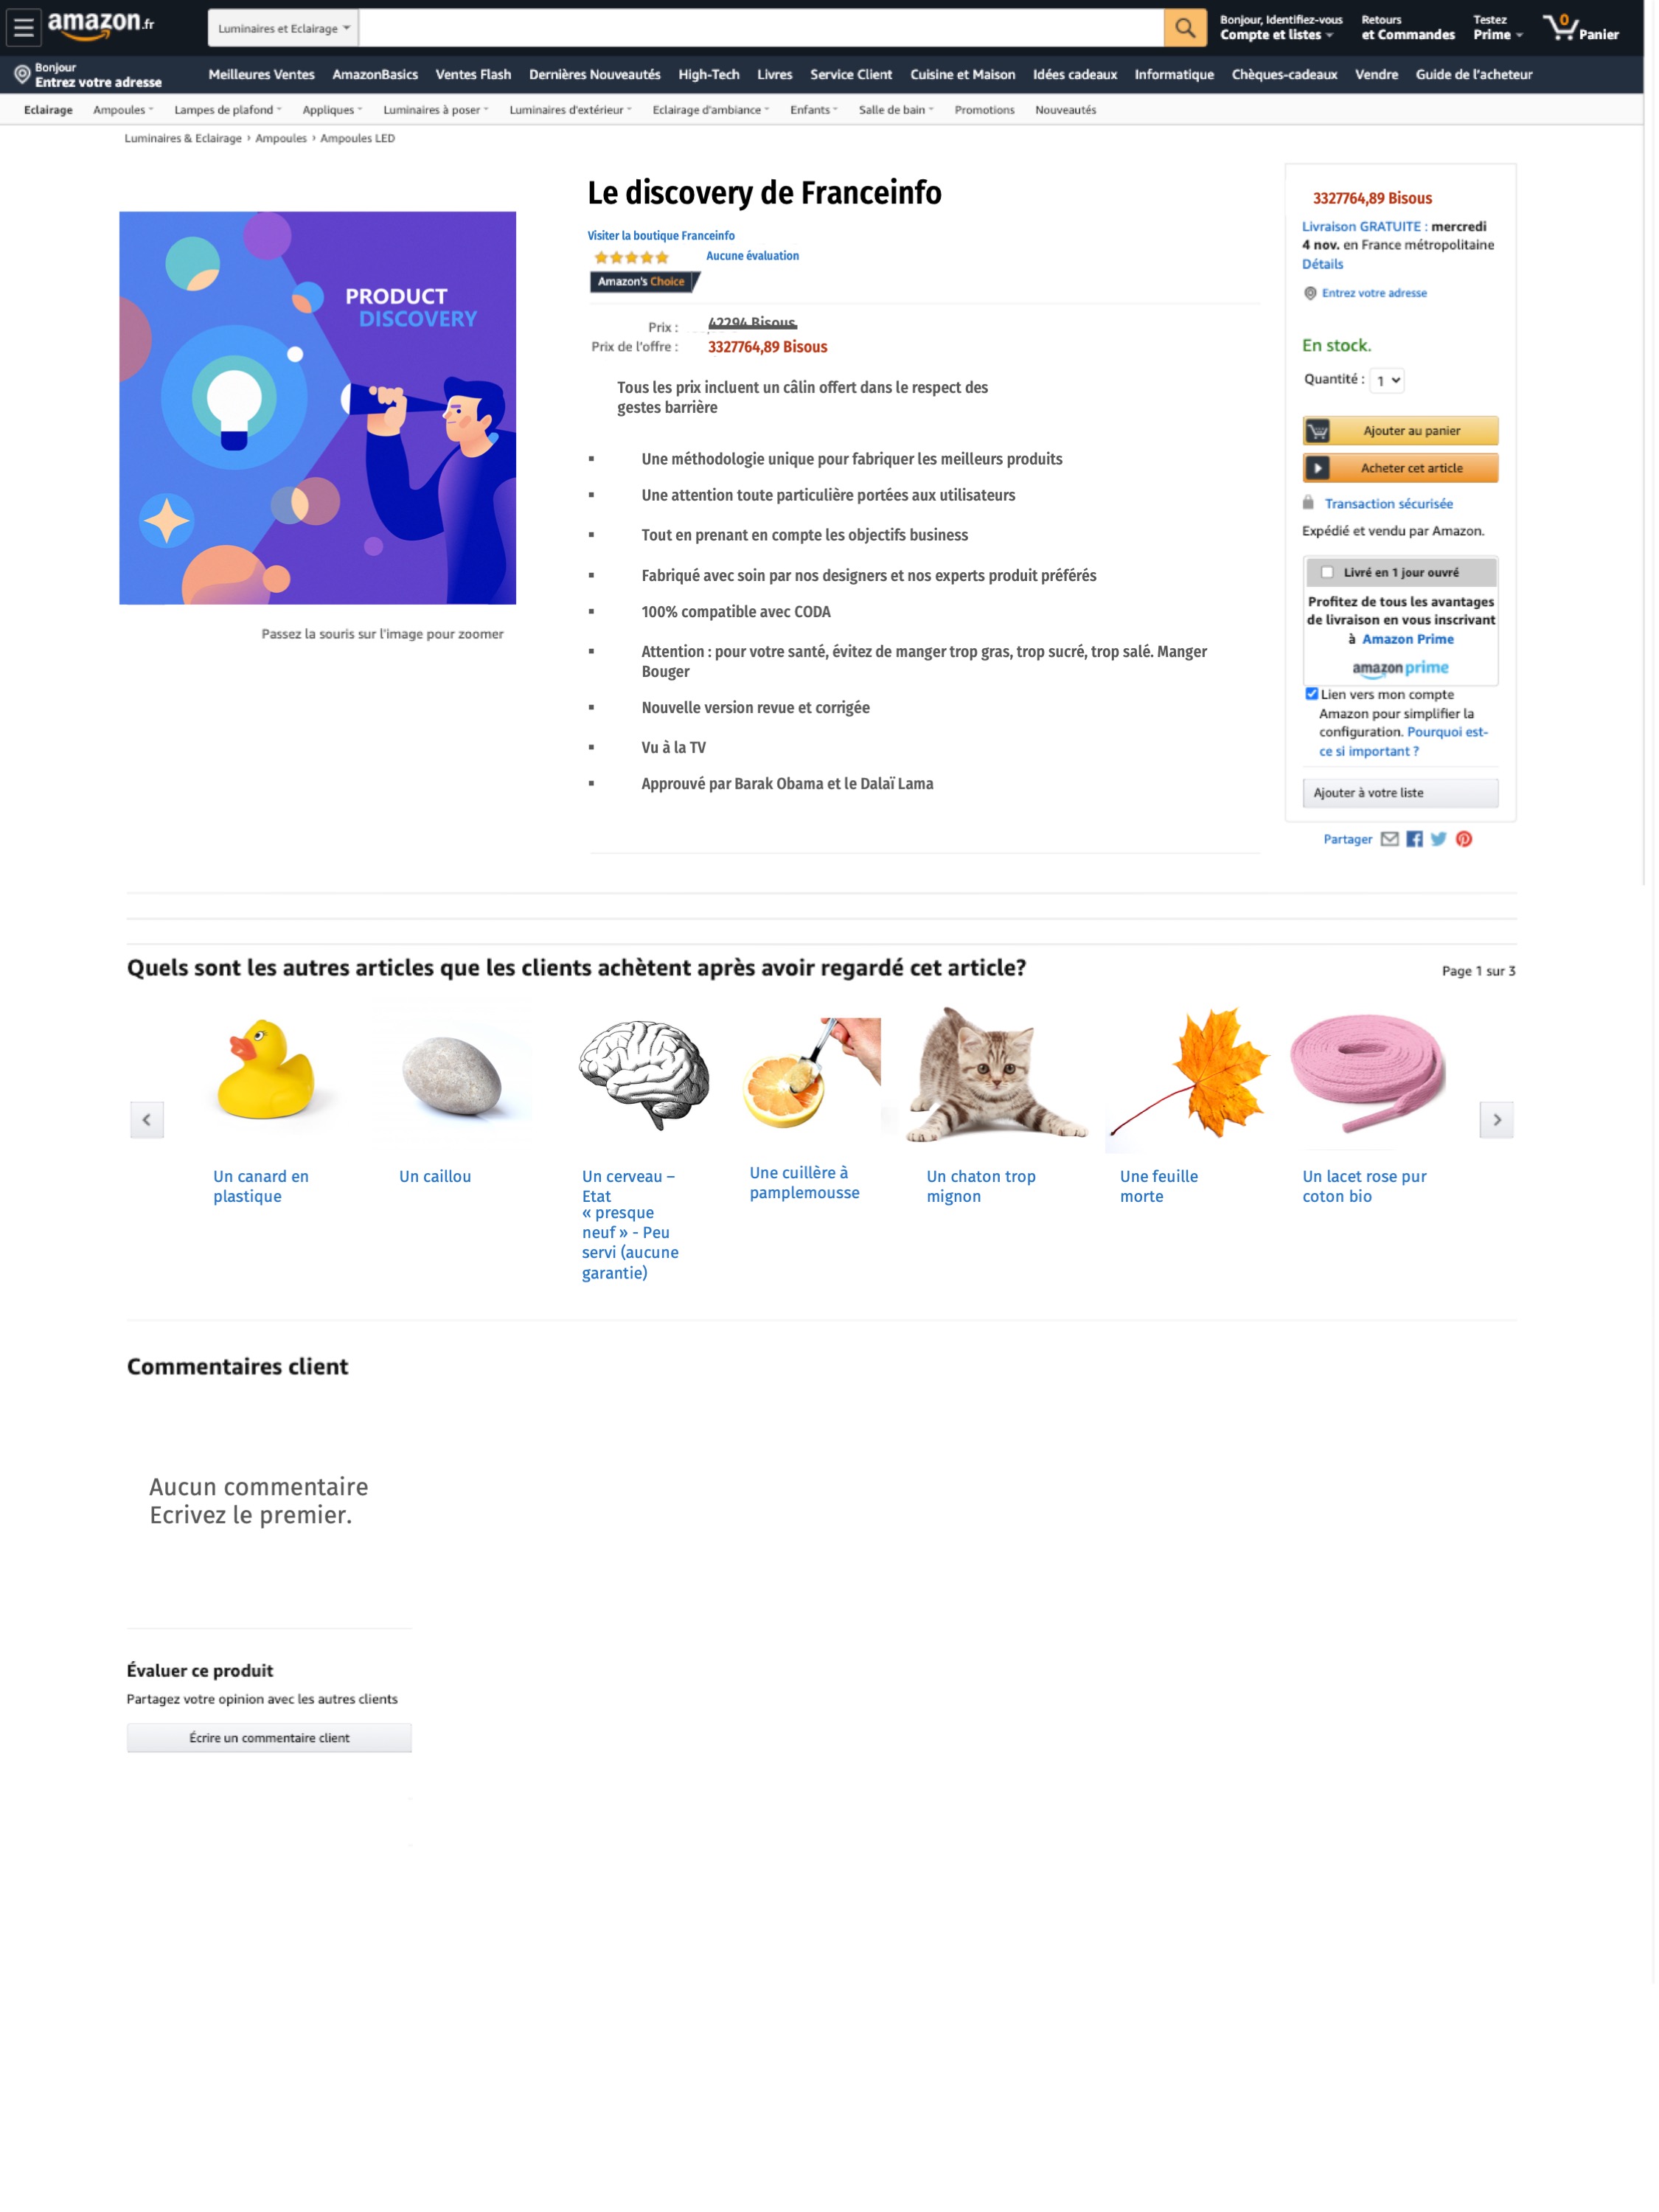 amazon.fr
Luminaires et Eclairage
Bonjour, Identifiez-vous
Compte et listes
Retours
et Commandes
Testez
Prime
0
Panier
Bonjour
Entrez votre adresse
Meilleures Ventes AmazonBasics Ventes Flash Dernières Nouveautés High-Tech Livres Service Client Cuisine et Maison Idées cadeaux Informatique Chèques-cadeaux Vendre Guide de l'acheteur
Eclairage Ampoules Lampes de plafond Appliques Luminaires à poser Luminaires d'extérieur Eclairage d'ambiance Enfants Salle de bain Promotions Nouveautés
Luminaires & Eclairage › Ampoules › Ampoules LED
PRODUCT
DISCOVERY
Passez la souris sur l'image pour zoomer
Le discovery de Franceinfo
Visiter la boutique Franceinfo
Aucune évaluation
Amazon's Choice
Prix : 42294 Bisous
Prix de l'offre : 3327764,89 Bisous
Tous les prix incluent un câlin offert dans le respect des
gestes barrière
▪ Une méthodologie unique pour fabriquer les meilleurs produits
▪ Une attention toute particulière portées aux utilisateurs
▪ Tout en prenant en compte les objectifs business
▪ Fabriqué avec soin par nos designers et nos experts produit préférés
▪ 100% compatible avec CODA
▪ Attention : pour votre santé, évitez de manger trop gras, trop sucré, trop salé. Manger
Bouger
▪ Nouvelle version revue et corrigée
▪ Vu à la TV
▪ Approuvé par Barak Obama et le Dalaï Lama
3327764,89 Bisous
Livraison GRATUITE : mercredi
4 nov. en France métropolitaine
Détails
Entrez votre adresse
En stock.
Quantité : 1
Ajouter au panier
Acheter cet article
Transaction sécurisée
Expédié et vendu par Amazon.
Livré en 1 jour ouvré
Profitez de tous les avantages
de livraison en vous inscrivant
à Amazon Prime
amazon prime
Lien vers mon compte
Amazon pour simplifier la
configuration. Pourquoi est-
ce si important ?
Ajouter à votre liste
Partager
Quels sont les autres articles que les clients achètent après avoir regardé cet article?
Page 1 sur 3
Un canard en
plastique
Un caillou
Un cerveau –
Etat
« presque
neuf » - Peu
servi (aucune
garantie)
Une cuillère à
pamplemousse
Un chaton trop
mignon
Une feuille
morte
Un lacet rose pur
coton bio
Commentaires client
Aucun commentaire
Ecrivez le premier.
Évaluer ce produit
Partagez votre opinion avec les autres clients
Écrire un commentaire client